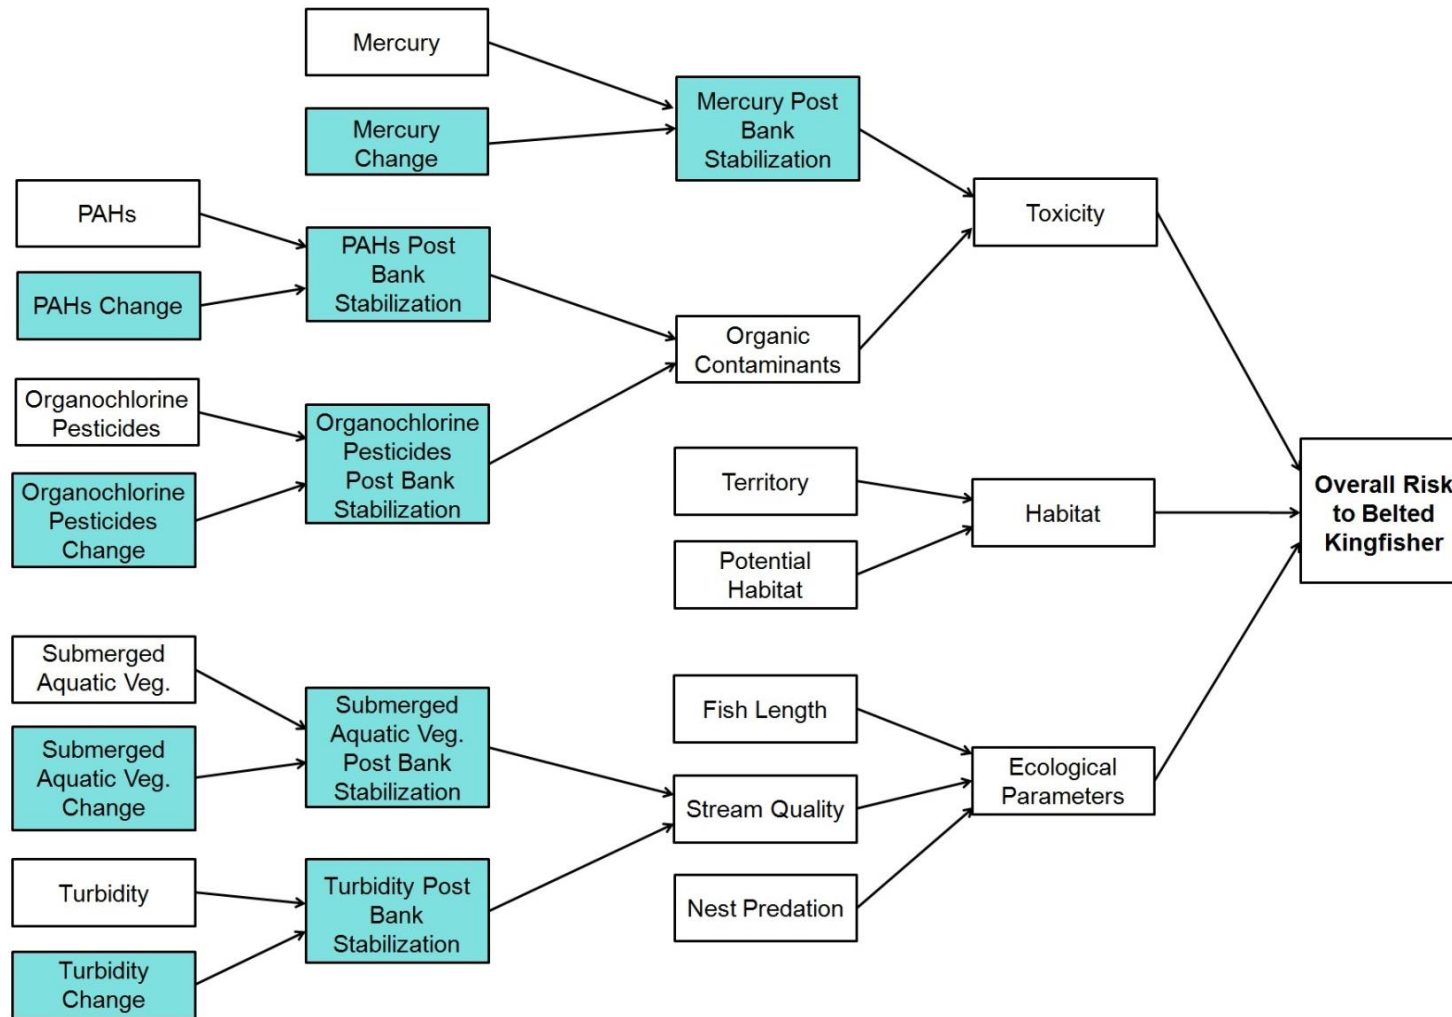 Mercury
Mercury
Change
Mercury Post
Bank
Stabilization
PAHs
PAHs Change
PAHs Post
Bank
Stabilization
Toxicity
Organic
Contaminants
Organochlorine
Pesticides
Organochlorine
Pesticides
Change
Organochlorine
Pesticides
Post Bank
Stabilization
Territory
Potential
Habitat
Habitat
Overall Risk
to Belted
Kingfisher
Submerged
Aquatic Veg.
Submerged
Aquatic Veg.
Change
Submerged
Aquatic Veg.
Post Bank
Stabilization
Fish Length
Stream Quality
Nest Predation
Ecological
Parameters
Turbidity
Turbidity
Change
Turbidity Post
Bank
Stabilization